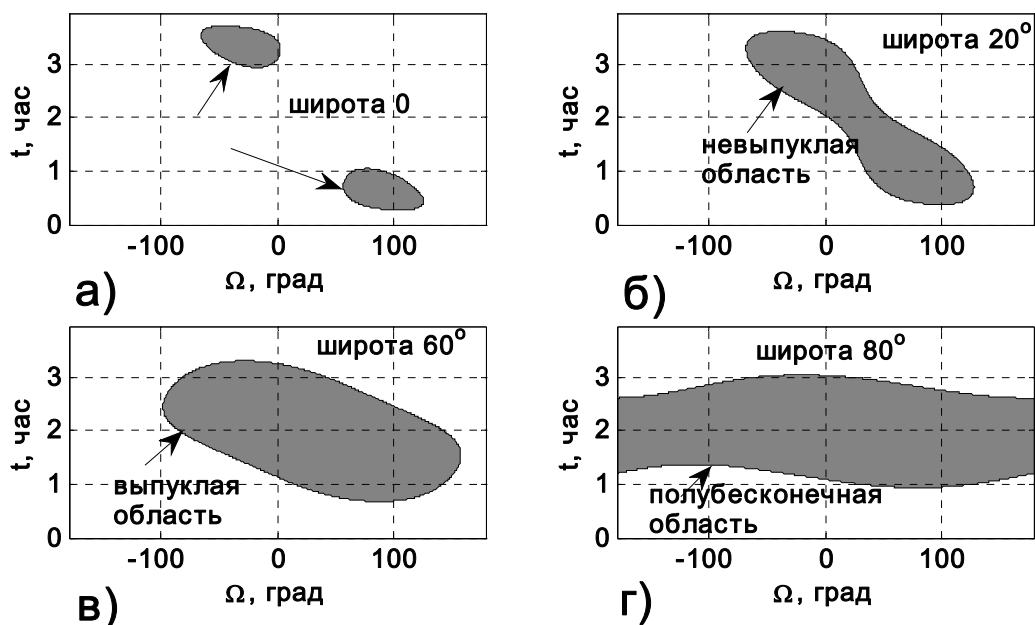 3
2
1
0
t, час
широта 0
-100
0
100
Ω, град
а)
3
2
1
0
t, час
широта 20°
невыпуклая
область
-100
0
100
Ω, град
б)
3
2
1
0
t, час
широта 60°
выпуклая
область
-100
0
100
Ω, град
в)
3
2
1
0
t, час
широта 80°
полубесконечная
область
-100
0
100
Ω, град
г)